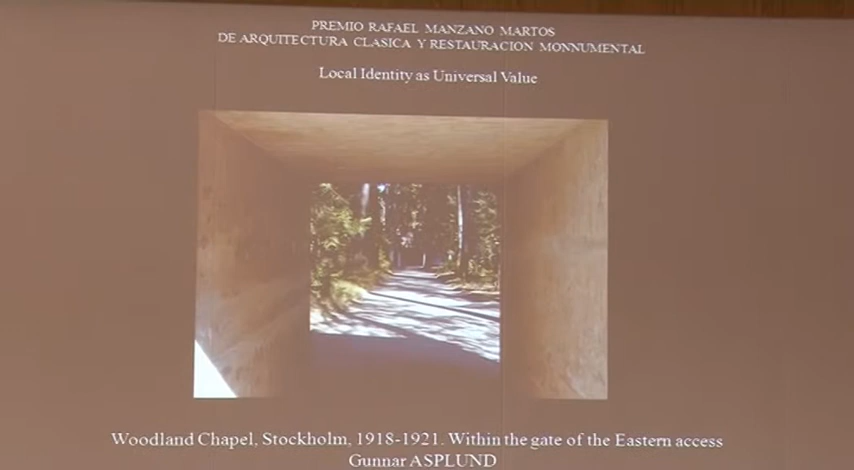 PREMIO RAFAEL MANZANO MARTOS
DE ARQUITECTURA CLASICA Y RESTAURACION MONNUMENTAL
Local Identity as Universal Value
Woodland Chapel, Stockholm, 1918-1921. Within the gate of the Eastern access
Gunnar ASPLUND